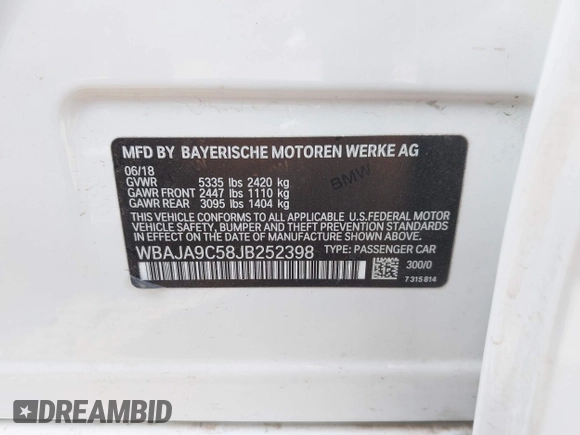 MFD BY BAYERISCHE MOTOREN WERKE AG
06/18
GVWR 5335 lbs 2420 kg
GAWR FRONT 2447 lbs 1110 kg
GAWR REAR 3095 lbs 1404 kg
BMW
THIS VEHICLE CONFORMS TO ALL APPLICABLE U.S.FEDERAL MOTOR
VEHICLE SAFETY, BUMPER AND THEFT PREVENTION STANDARDS
IN EFFECT ON THE DATE OF MANUFACTURE SHOWN ABOVE.
WBAJA9C58JB252398 TYPE: PASSENGER CAR
300/0
7 315 814
DREAMBID